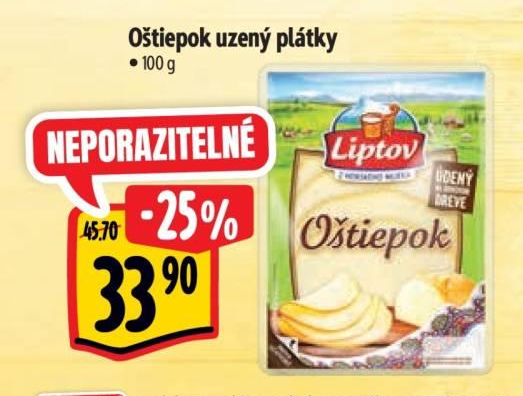 Oštiepok uzený plátky
• 100 g
NEPORAZITELNÉ
45.70
-25%
33 90
Liptov
Z HORSKÉHO MLIEKA
ÚDENÝ
DREVE
Oštiepok